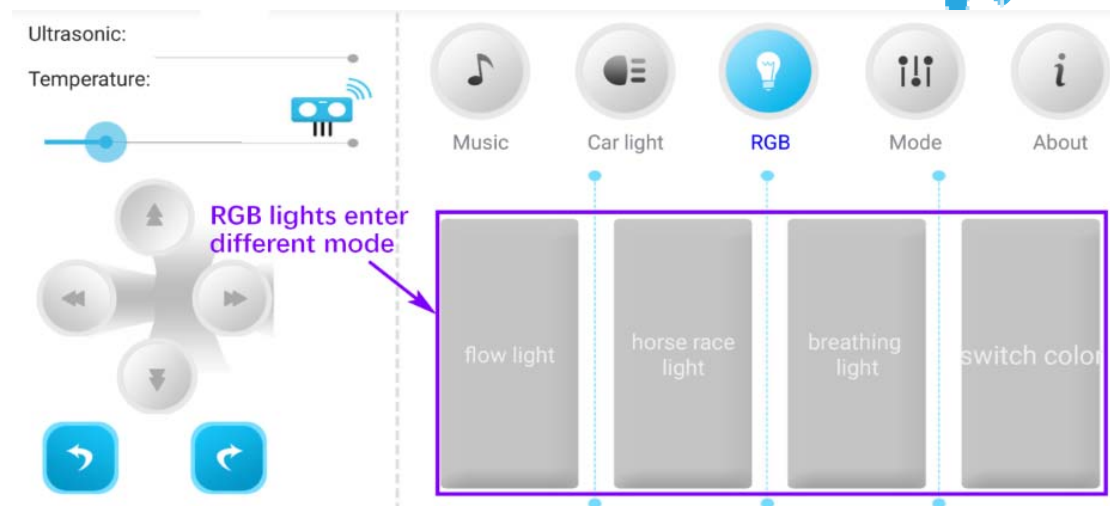 Ultrasonic:
Temperature:
Music
Car light
RGB
Mode
About
RGB lights enter
different mode
flow light
horse race
light
breathing
light
switch color